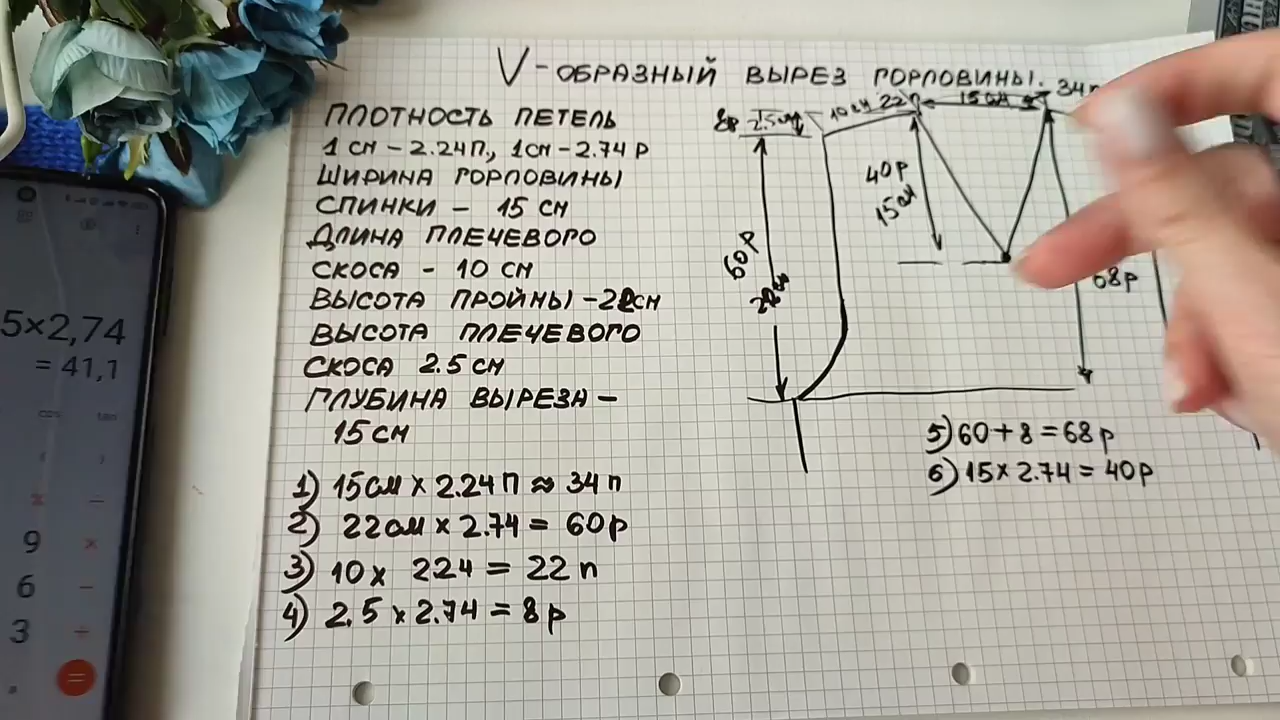 V-ОБРАЗНЫЙ ВЫРЕЗ ГОРЛОВИНЫ.
ПЛОТНОСТЬ ПЕТЕЛЬ
1 СМ - 2.24П., 1СМ - 2.74 Р
ШИРИНА ГОРЛОВИНЫ
СПИНКИ - 15 СМ
ДЛИНА ПЛЕЧЕВОГО
СКОСА - 10 СМ
ВЫСОТА ПРОЙМЫ - 22СМ
ВЫСОТА ПЛЕЧЕВОГО
СКОСА 2.5 СМ
ГЛУБИНА ВЫРЕЗА -
15 СМ
1) 15СМ × 2.24П ≈ 34 П
2) 22СМ × 2.74 = 60 Р
3) 10 × 224 = 22 П
4) 2.5 × 2.74 = 8 Р
8Р 2.5СМ
10 СМ 22П
15 СМ
34П
40Р
15СМ
60Р
68Р
5) 60 + 8 = 68 Р
6) 15 × 2.74 = 40Р
5×2,74
= 41,1
9 ×
6 −
3 ÷
=